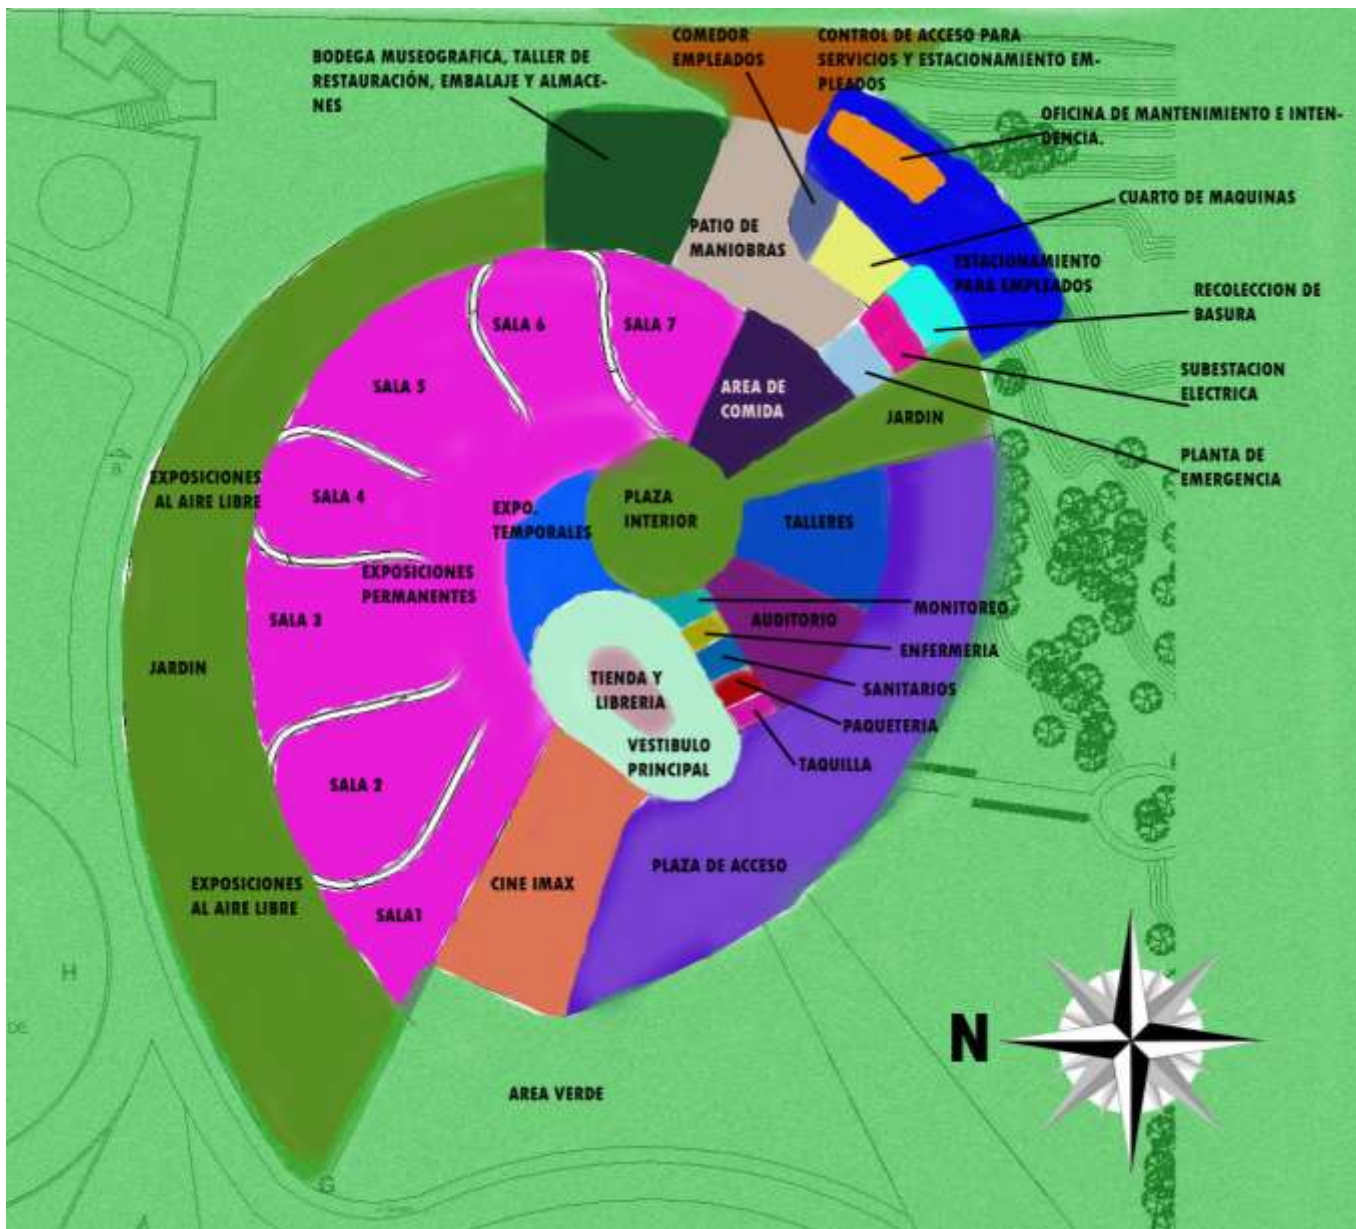 COMEDOR
EMPLEADOS
CONTROL DE ACCESO PARA
SERVICIOS Y ESTACIONAMIENTO EM-
PLEADOS
BODEGA MUSEOGRAFICA, TALLER DE
RESTAURACIÓN, EMBALAJE Y ALMACE-
NES
OFICINA DE MANTENIMIENTO E INTEN-
DENCIA.
CUARTO DE MAQUINAS
PATIO DE
MANIOBRAS
ESTACIONAMIENTO
PARA EMPLEADOS
RECOLECCION DE
BASURA
SALA 6
SALA 7
SUBESTACION
ELECTRICA
SALA 5
AREA DE
COMIDA
JARDIN
PLANTA DE
EMERGENCIA
EXPOSICIONES
AL AIRE LIBRE
SALA 4
EXPO.
TEMPORALES
PLAZA
INTERIOR
TALLERES
EXPOSICIONES
PERMANENTES
SALA 3
AUDITORIO
MONITOREO
ENFERMERIA
JARDIN
TIENDA Y
LIBRERIA
SANITARIOS
PAQUETERIA
VESTIBULO
PRINCIPAL
TAQUILLA
SALA 2
PLAZA DE ACCESO
EXPOSICIONES
AL AIRE LIBRE
CINE IMAX
SALA1
H
N
AREA VERDE
G